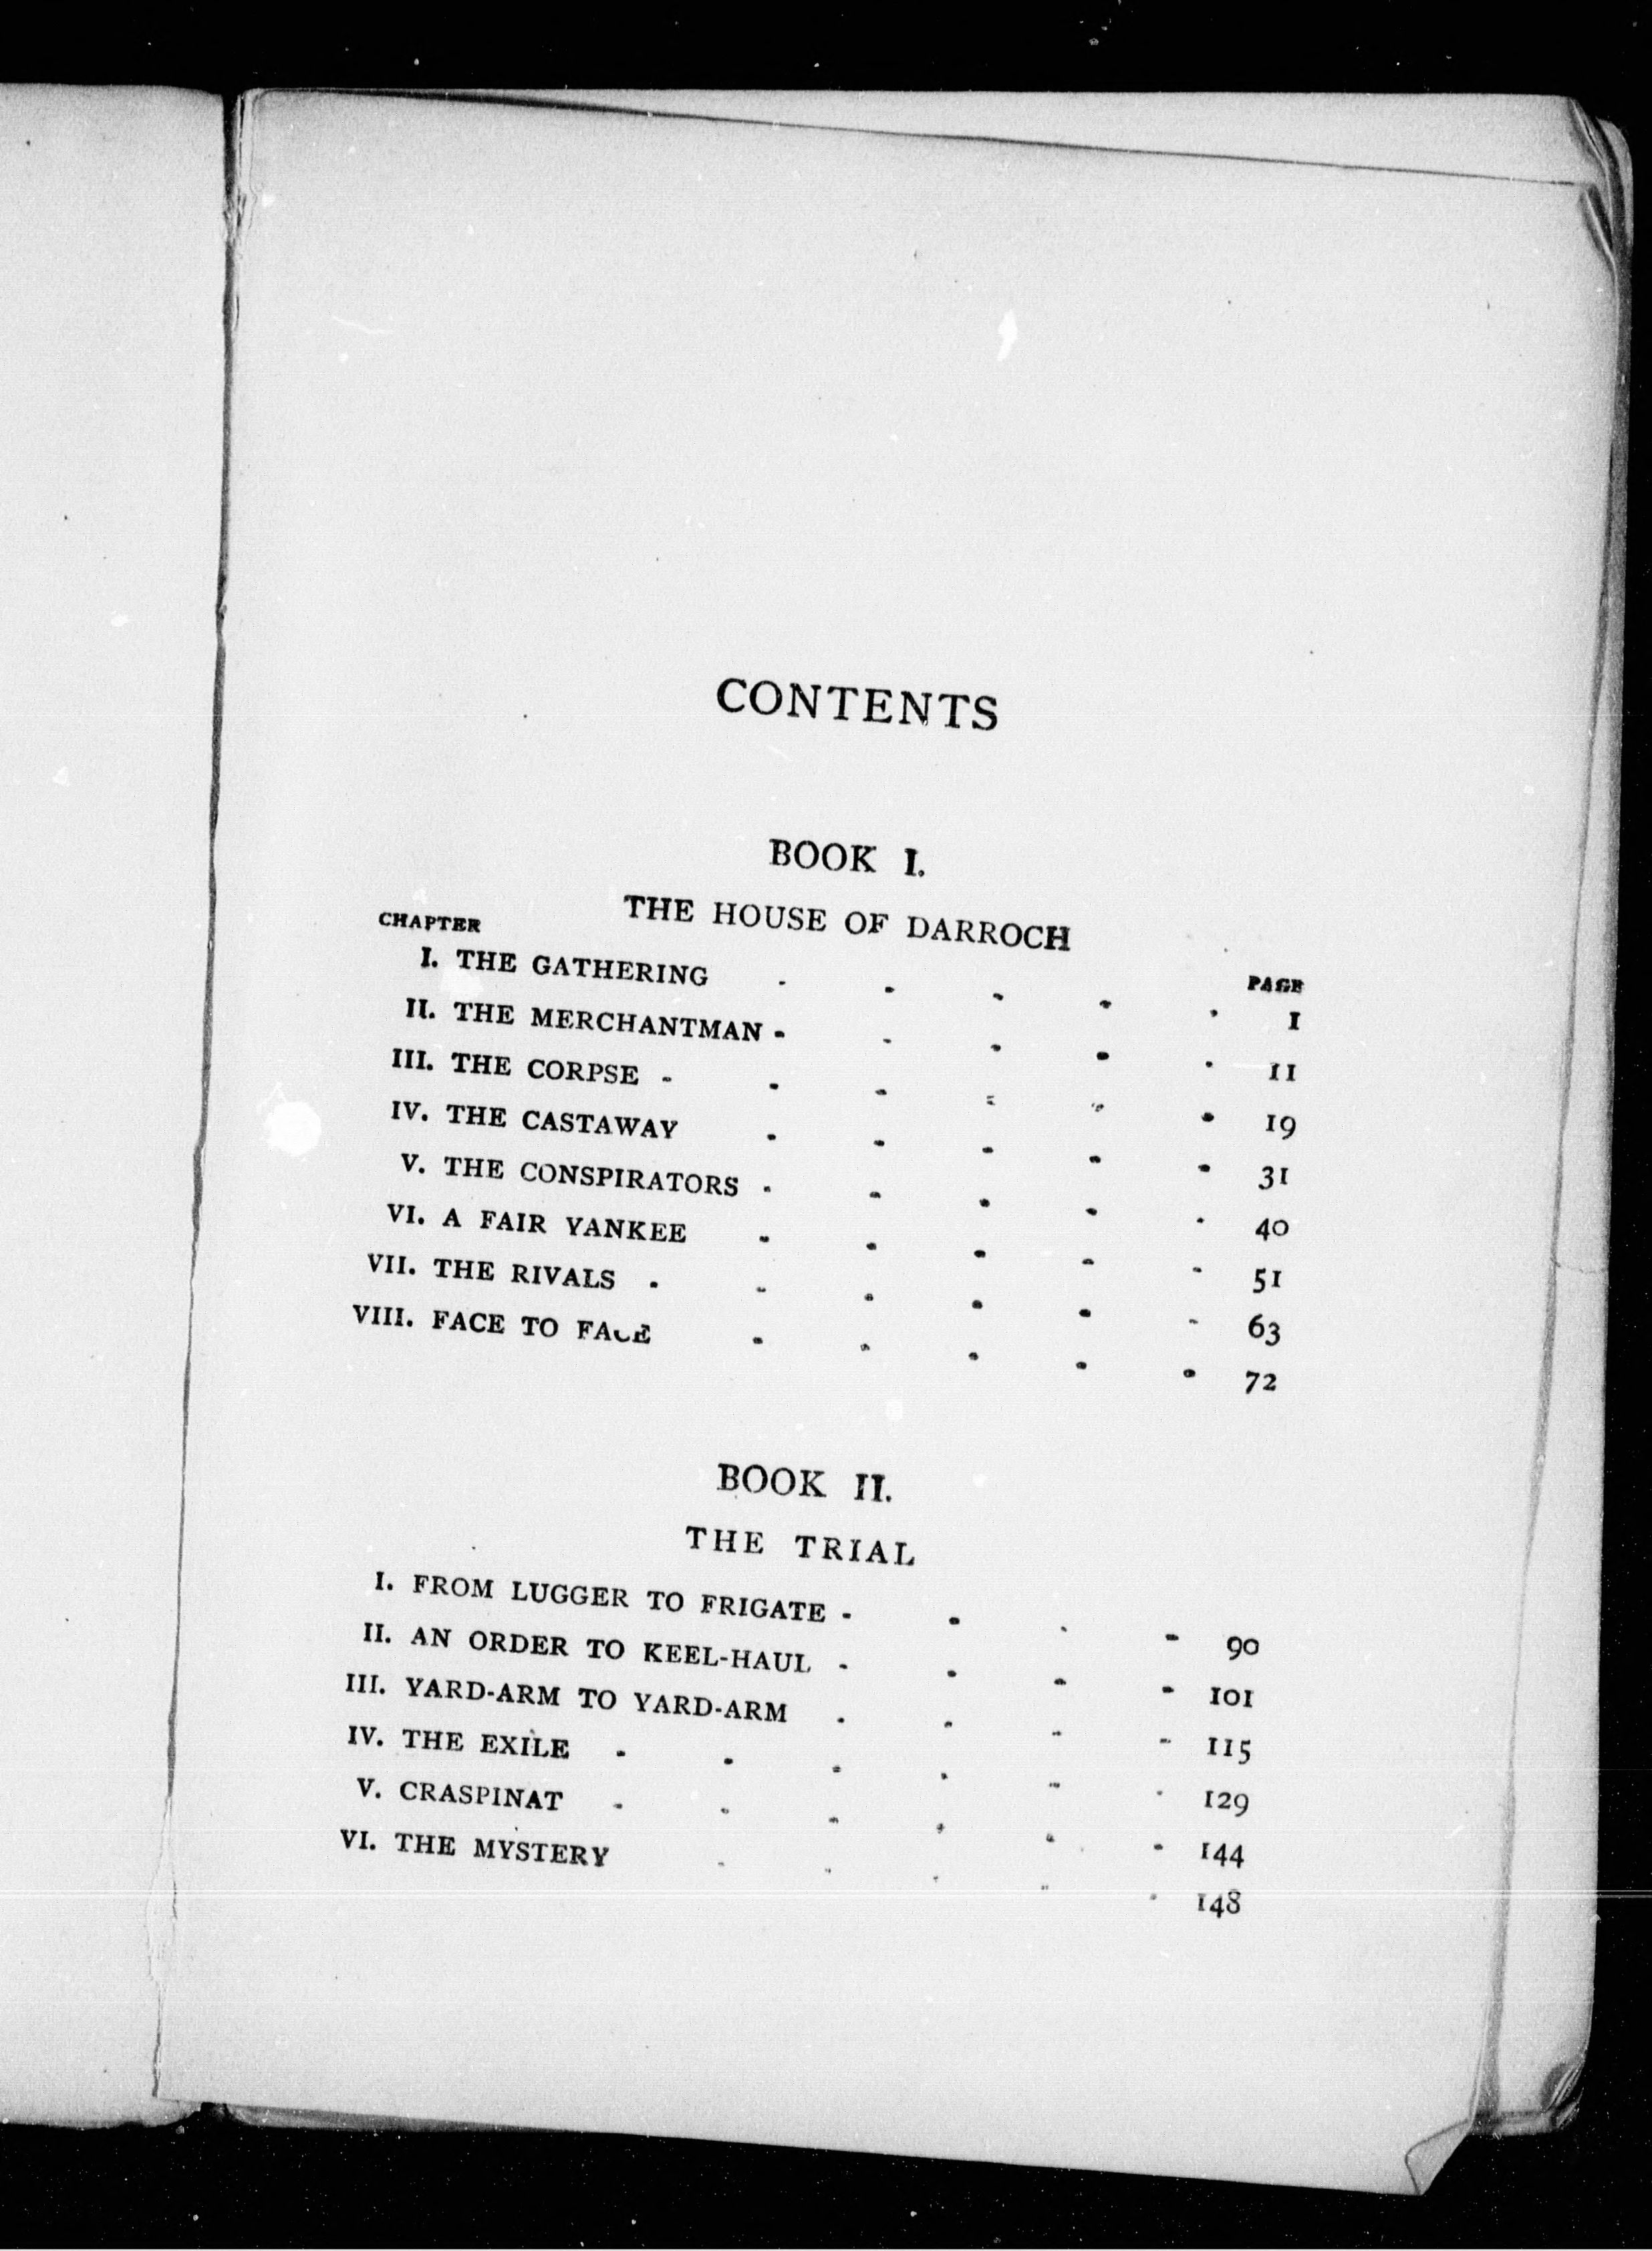 CONTENTS
BOOK I.
THE HOUSE OF DARROCH
CHAPTER PAGE
I. THE GATHERING - - - - - I
II. THE MERCHANTMAN - - - - - II
III. THE CORPSE - - - - - - 19
IV. THE CASTAWAY - - - - - 31
V. THE CONSPIRATORS - - - - - 40
VI. A FAIR YANKEE - - - - - 51
VII. THE RIVALS - - - - - - 63
VIII. FACE TO FACE - - - - - 72
BOOK II.
THE TRIAL
I. FROM LUGGER TO FRIGATE - - - - 90
II. AN ORDER TO KEEL-HAUL - - - - 101
III. YARD-ARM TO YARD-ARM - - - - 115
IV. THE EXILE - - - - - - 129
V. CRASPINAT - - - - - - 144
VI. THE MYSTERY - - - - - 148